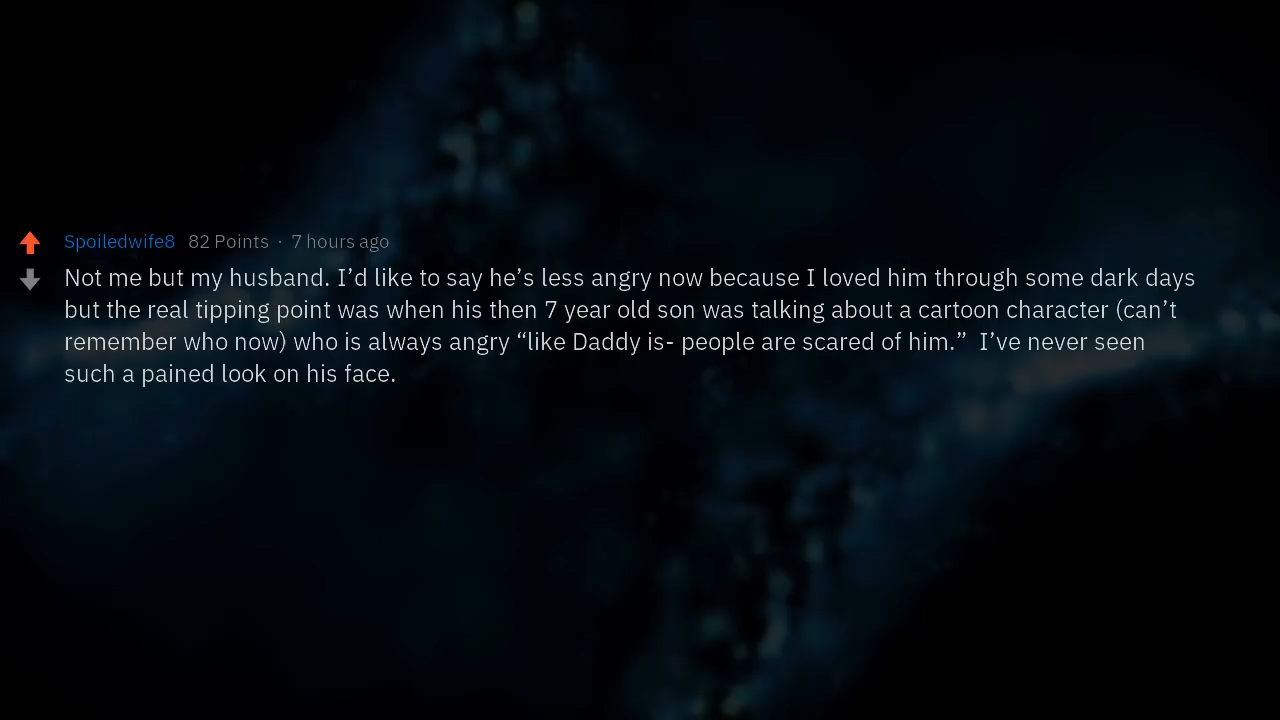 Spoiledwife8 82 Points · 7 hours ago
Not me but my husband. I’d like to say he’s less angry now because I loved him through some dark days
but the real tipping point was when his then 7 year old son was talking about a cartoon character (can’t
remember who now) who is always angry “like Daddy is- people are scared of him.”  I’ve never seen
such a pained look on his face.